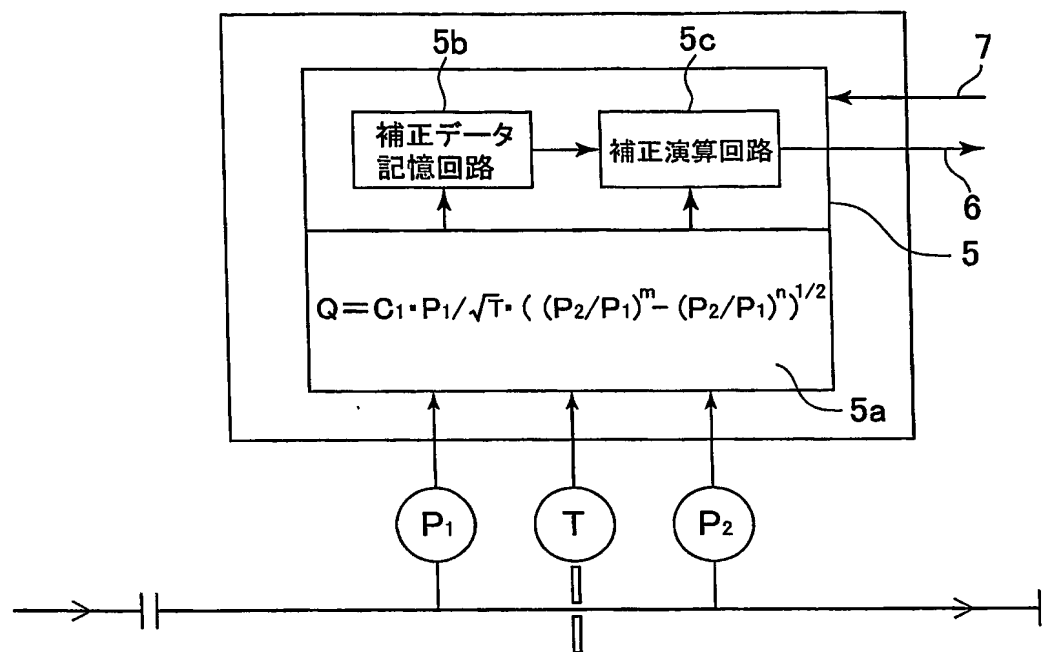 5b
5c
7
補正データ
記憶回路
補正演算回路
6
5
Q=C₁・P₁/√T・((P₂/P₁)ᵐ−(P₂/P₁)ⁿ)^1/2
5a
P₁
T
P₂